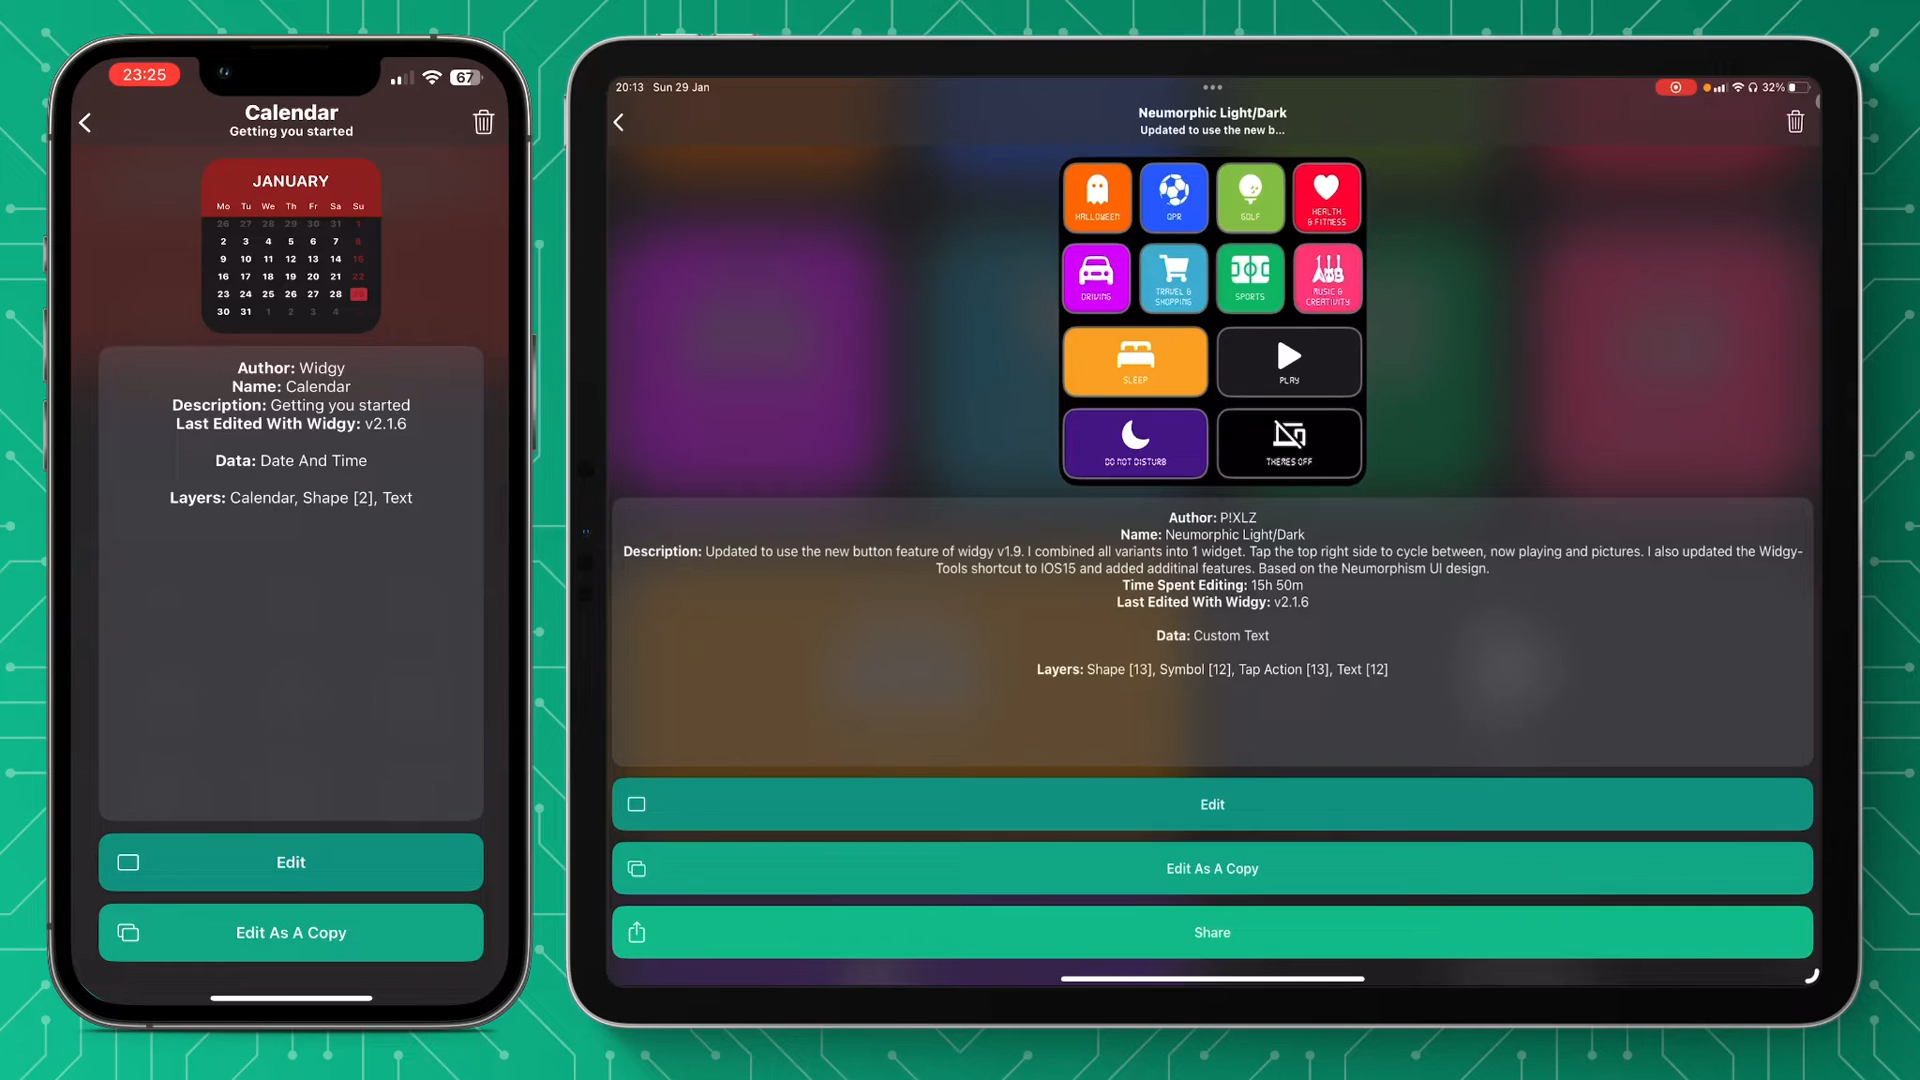 23:25
67
Calendar
Getting you started
JANUARY
Mo Tu We Th Fr Sa Su
26 27 28 29 30 31 1
2 3 4 5 6 7 8
9 10 11 12 13 14 15
16 17 18 19 20 21 22
23 24 25 26 27 28 29
30 31 1 2 3 4
Author: Widgy
Name: Calendar
Description: Getting you started
Last Edited With Widgy: v2.1.6
Data: Date And Time
Layers: Calendar, Shape [2], Text
Edit
Edit As A Copy
20:13 Sun 29 Jan
32%
Neumorphic Light/Dark
Updated to use the new b...
HALLOWEEN
QPR
GOLF
HEALTH
& FITNESS
DRIVING
TRAVEL &
SHOPPING
SPORTS
MUSIC &
CREATIVITY
SLEEP
PLAY
DO NOT DISTURB
THEMES OFF
Author: P!XLZ
Name: Neumorphic Light/Dark
Description: Updated to use the new button feature of widgy v1.9. I combined all variants into 1 widget. Tap the top right side to cycle between, now playing and pictures. I also updated the Widgy-
Tools shortcut to IOS15 and added additinal features. Based on the Neumorphism UI design.
Time Spent Editing: 15h 50m
Last Edited With Widgy: v2.1.6
Data: Custom Text
Layers: Shape [13], Symbol [12], Tap Action [13], Text [12]
Edit
Edit As A Copy
Share